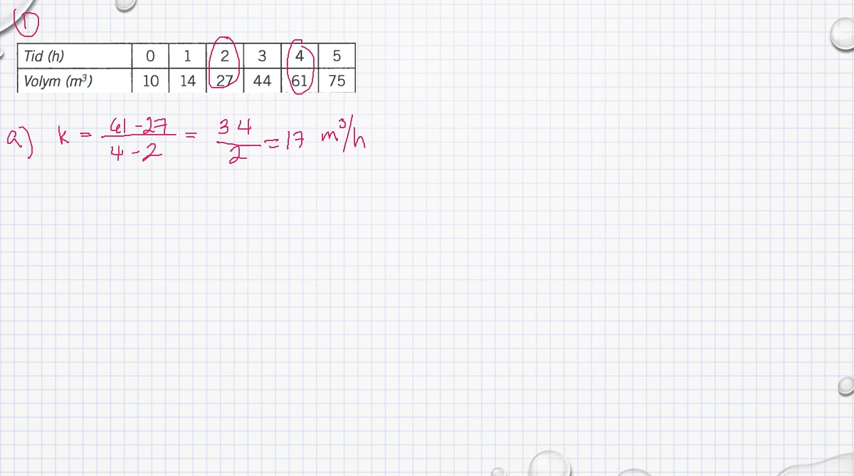 ①
Tid (h) 0 1 2 3 4 5
Volym (m³) 10 14 27 44 61 75
a) k = (61-27)/(4-2) = 34/2 = 17 m³/h